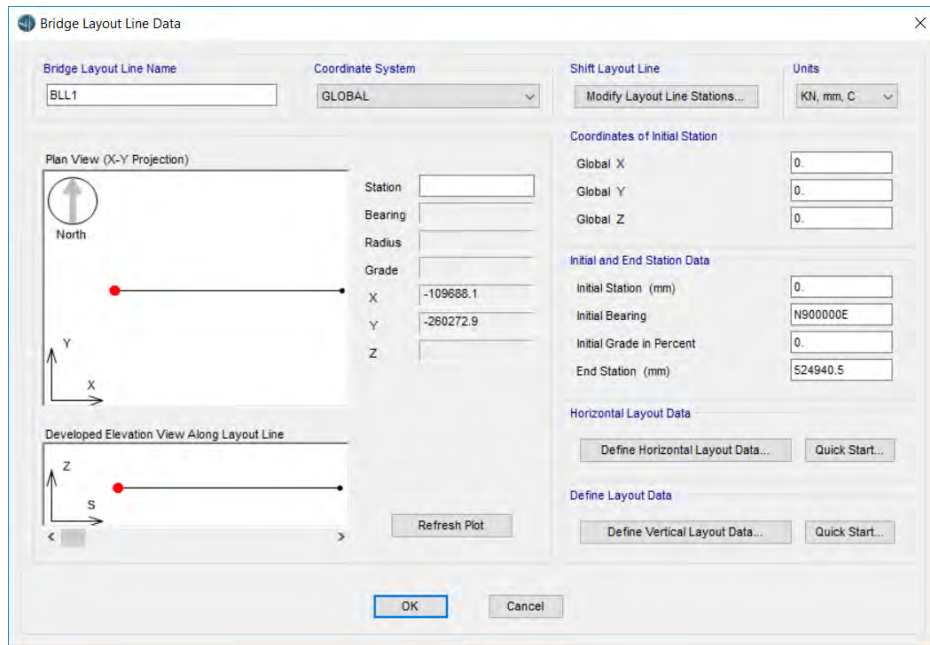 Bridge Layout Line Data
Bridge Layout Line Name
BLL1
Coordinate System
GLOBAL
Shift Layout Line
Modify Layout Line Stations...
Units
KN, mm, C
Plan View (X-Y Projection)
North
Y
X
Station
Bearing
Radius
Grade
X -109688.1
Y -260272.9
Z
Coordinates of Initial Station
Global X 0.
Global Y 0.
Global Z 0.
Initial and End Station Data
Initial Station (mm) 0.
Initial Bearing N900000E
Initial Grade in Percent 0.
End Station (mm) 524940.5
Developed Elevation View Along Layout Line
Z
S
Refresh Plot
Horizontal Layout Data
Define Horizontal Layout Data... Quick Start...
Define Layout Data
Define Vertical Layout Data... Quick Start...
OK Cancel